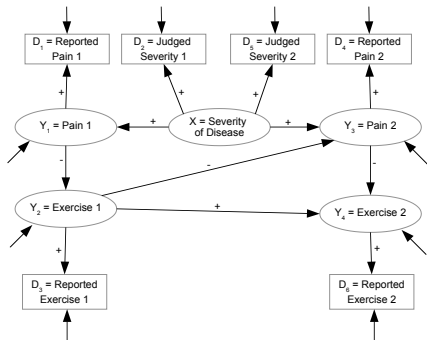 D₁ = Reported
Pain 1
D₂ = Judged
Severity 1
D₅ = Judged
Severity 2
D₄ = Reported
Pain 2
+
+
+
+
Y₁ = Pain 1
+
X = Severity
of Disease
+
Y₃ = Pain 2
-
-
-
Y₂ = Exercise 1
+
Y₄ = Exercise 2
+
+
D₃ = Reported
Exercise 1
D₆ = Reported
Exercise 2